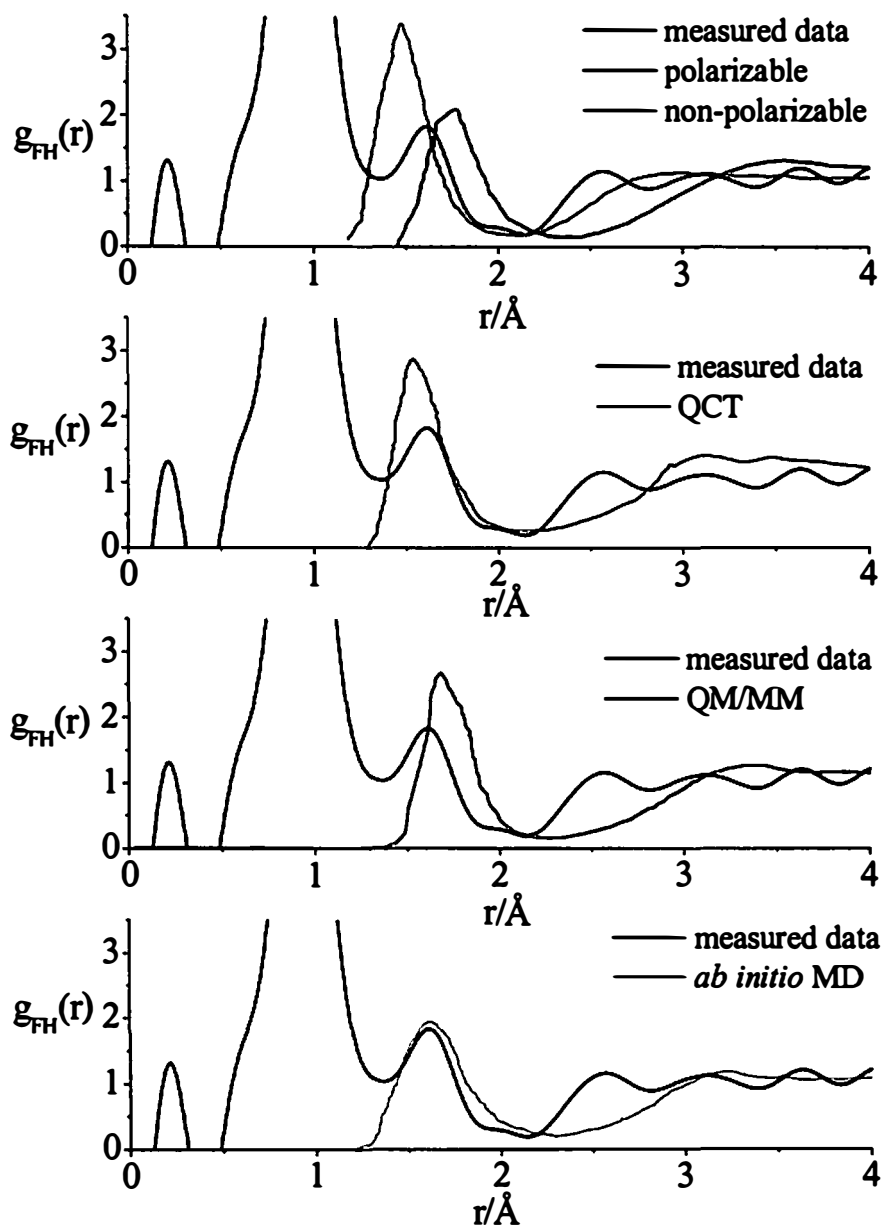 measured data
polarizable
non-polarizable
g_FH(r)
3
2
1
0
0 1 2 3 4
r/Å
measured data
QCT
g_FH(r)
3
2
1
0
0 1 2 3 4
r/Å
measured data
QM/MM
g_FH(r)
3
2
1
0
0 1 2 3 4
r/Å
measured data
ab initio MD
g_FH(r)
3
2
1
0
0 1 2 3 4
r/Å